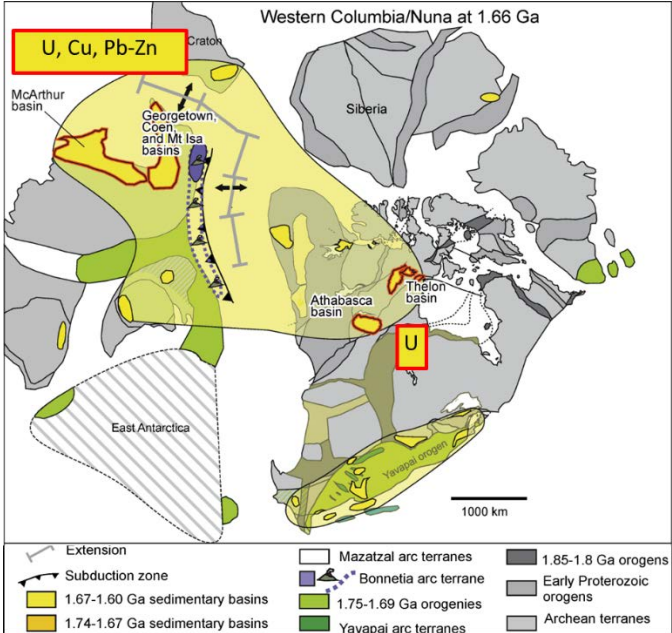 Western Columbia/Nuna at 1.66 Ga
U, Cu, Pb-Zn
Craton
McArthur
basin
Georgetown,
Coen,
and Mt Isa
basins
Siberia
Thelon
basin
Athabasca
basin
U
East Antarctica
Yavapai orogen
1000 km
Extension
Subduction zone
1.67-1.60 Ga sedimentary basins
1.74-1.67 Ga sedimentary basins
Mazatzal arc terranes
Bonnetia arc terrane
1.75-1.69 Ga orogenies
Yavapai arc terranes
1.85-1.8 Ga orogens
Early Proterozoic
orogens
Archean terranes